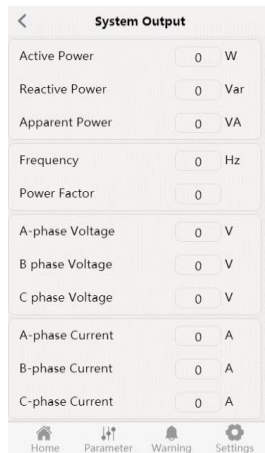 System Output
Active Power 0 W
Reactive Power 0 Var
Apparent Power 0 VA
Frequency 0 Hz
Power Factor 0
A-phase Voltage 0 V
B phase Voltage 0 V
C phase Voltage 0 V
A-phase Current 0 A
B-phase Current 0 A
C-phase Current 0 A
Home Parameter Warning Settings